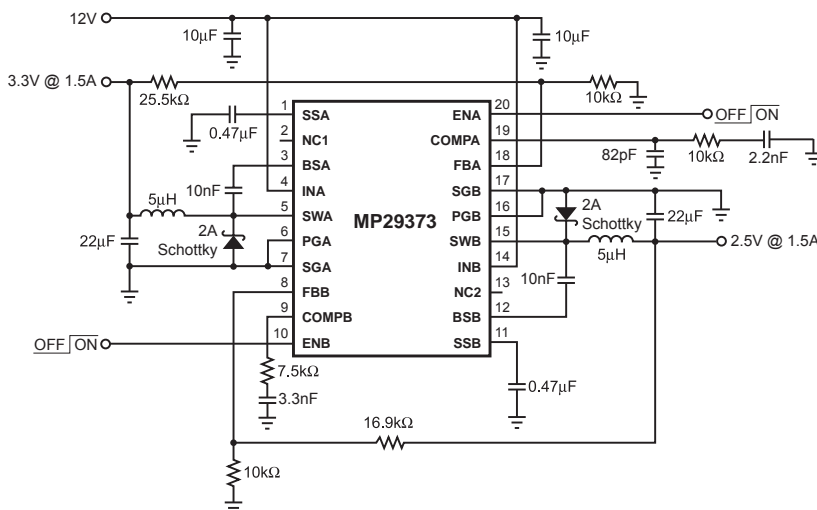 12V
10µF
10µF
3.3V @ 1.5A
25.5kΩ
10kΩ
1
SSA
ENA
20
OFF ON
0.47µF
2
NC1
COMPA
19
82pF
10kΩ
2.2nF
3
BSA
FBA
18
10nF
4
INA
SGB
17
5µH
2A
Schottky
5
SWA
MP29373
PGB
16
2A
Schottky
22µF
22µF
6
PGA
SWB
15
5µH
2.5V @ 1.5A
7
SGA
INB
14
10nF
8
FBB
NC2
13
9
COMPB
BSB
12
OFF ON
10
ENB
SSB
11
7.5kΩ
0.47µF
3.3nF
16.9kΩ
10kΩ